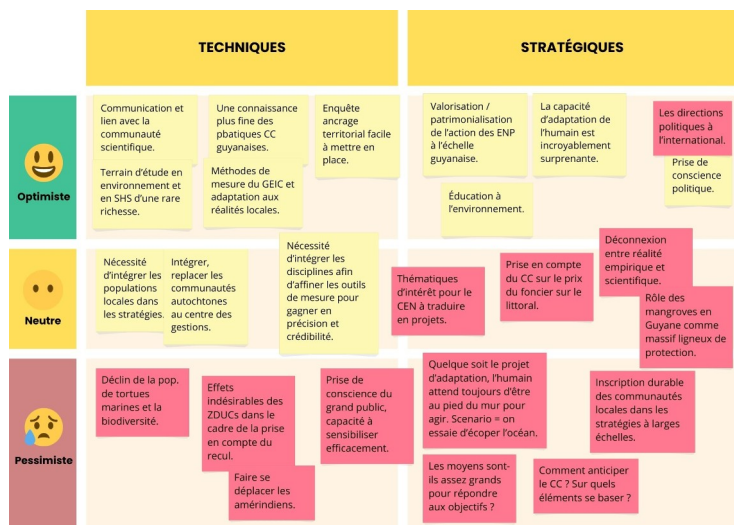 TECHNIQUES
STRATÉGIQUES
Optimiste
Communication et
lien avec la
communauté
scientifique.
Une connaissance
plus fine des
pbatiques CC
guyanaises.
Enquête
ancrage
territorial facile
à mettre en
place.
Terrain d'étude en
environnement et
en SHS d'une rare
richesse.
Méthodes de
mesure du GEIC et
adaptation aux
réalités locales.
Valorisation /
patrimonialisation
de l'action des ENP
à l'échelle
guyanaise.
La capacité
d'adaptation de
l'humain est
incroyablement
surprenante.
Les directions
politiques à
l'international.
Prise de
conscience
politique.
Éducation à
l'environnement.
Neutre
Nécessité
d'intégrer les
populations
locales dans
les stratégies.
Intégrer,
replacer les
communautés
autochtones
au centre des
gestions.
Nécessité
d'intégrer les
disciplines afin
d'affiner les outils
de mesure pour
gagner en
précision et
crédibilité.
Thématiques
d'intérêt pour le
CEN à traduire
en projets.
Prise en compte
du CC sur le prix
du foncier sur le
littoral.
Déconnexion
entre réalité
empirique et
scientifique.
Rôle des
mangroves en
Guyane comme
massif ligneux de
protection.
Pessimiste
Déclin de la pop.
de tortues
marines et la
biodiversité.
Effets
indésirables des
ZDUCs dans le
cadre de la prise
en compte du
recul.
Prise de
conscience du
grand public,
capacité à
sensibiliser
efficacement.
Faire se
déplacer les
amérindiens.
Quelque soit le projet
d'adaptation, l'humain
attend toujours d'être
au pied du mur pour
agir. Scenario = on
essaie d'écoper l'océan.
Inscription durable
des communautés
locales dans les
stratégies à larges
échelles.
Les moyens sont-
ils assez grands
pour répondre
aux objectifs ?
Comment anticiper
le CC ? Sur quels
éléments se baser ?